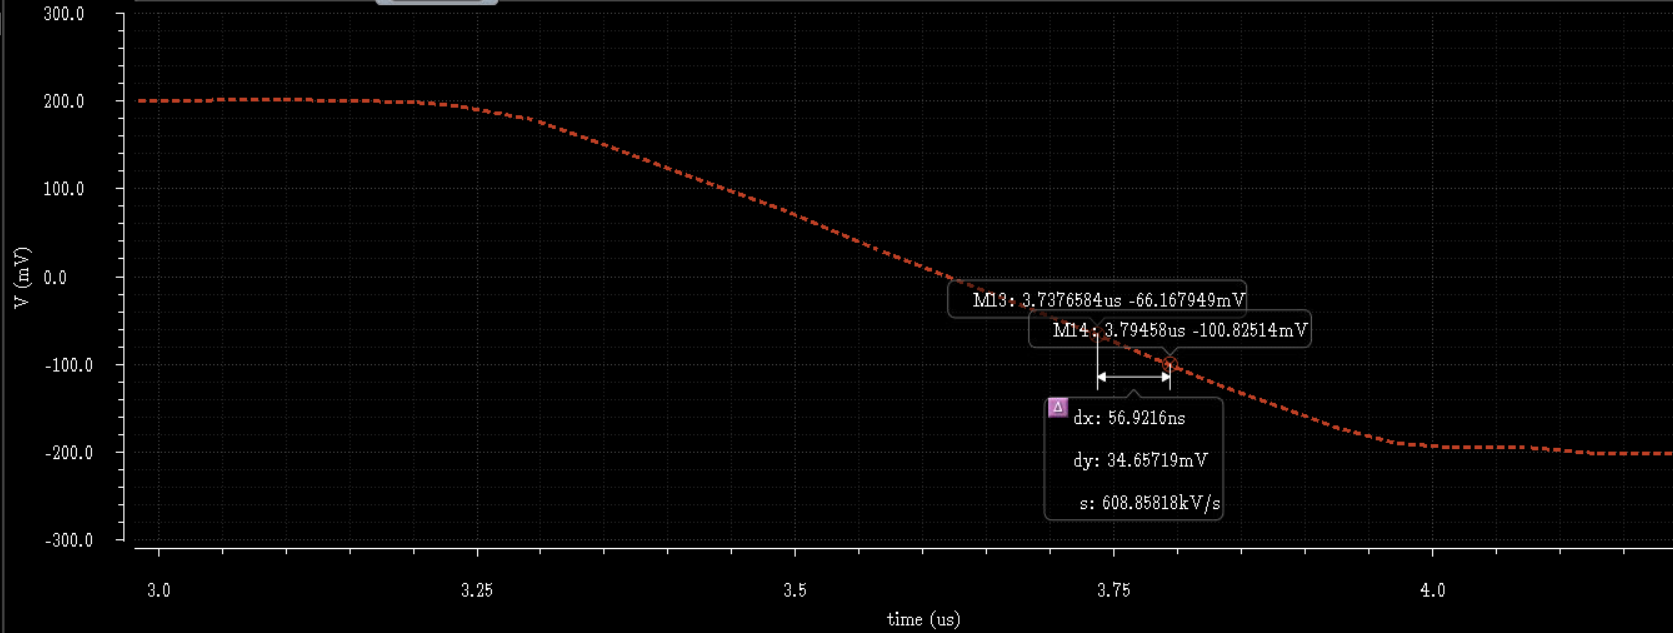 300.0
200.0
100.0
0.0
-100.0
-200.0
-300.0
V (mV)
M13: 3.7376584us -66.167949mV
M14: 3.79458us -100.82514mV
Δ
dx: 56.9216ns
dy: 34.65719mV
s: 608.85818kV/s
3.0 3.25 3.5 3.75 4.0
time (us)